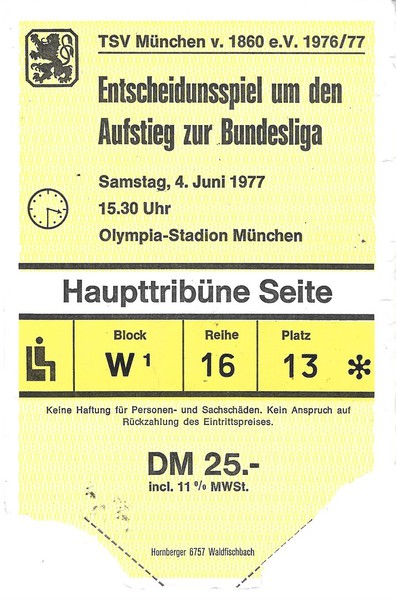 TSV München v. 1860 e.V. 1976/77
Entscheidunsspiel um den
Aufstieg zur Bundesliga
Samstag, 4. Juni 1977
15.30 Uhr
Olympia-Stadion München
Haupttribüne Seite
Block Reihe Platz
W 1 16 13 *
Keine Haftung für Personen- und Sachschäden. Kein Anspruch auf
Rückzahlung des Eintrittspreises.
DM 25.-
incl. 11 % MWSt.
Hornberger 6757 Waldfischbach